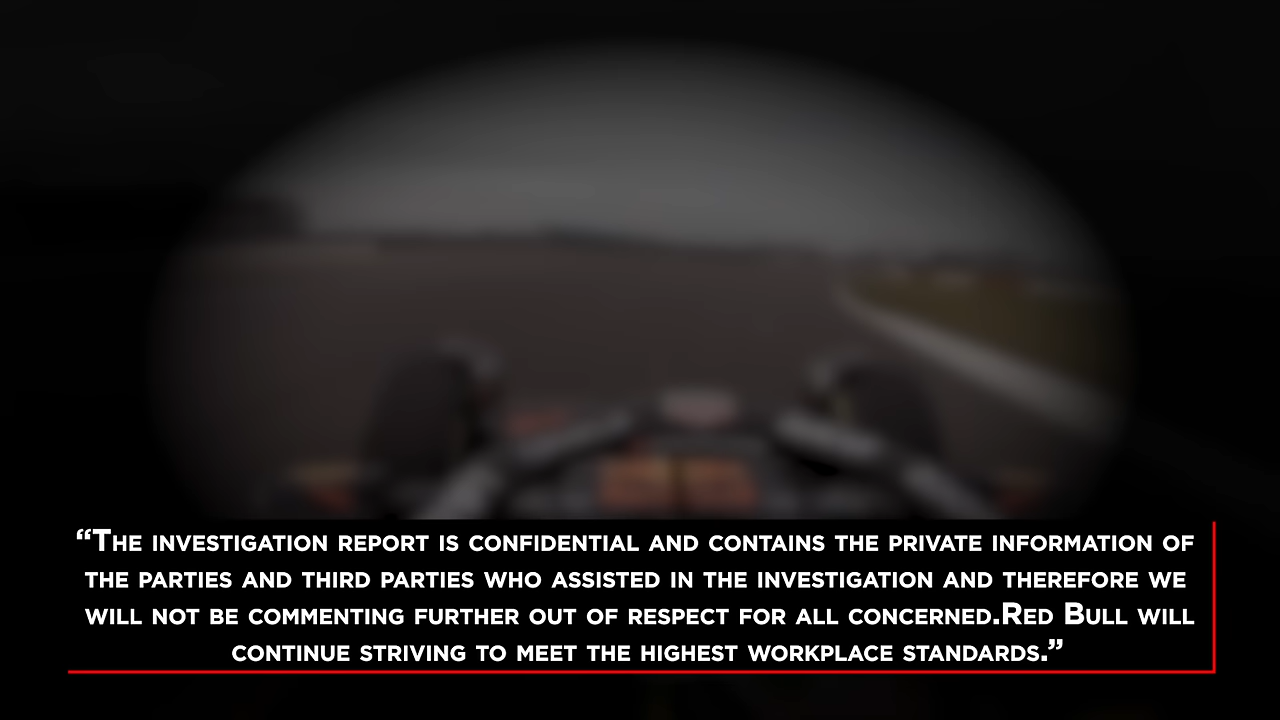 “The investigation report is confidential and contains the private information of
the parties and third parties who assisted in the investigation and therefore we
will not be commenting further out of respect for all concerned.Red Bull will
continue striving to meet the highest workplace standards.”